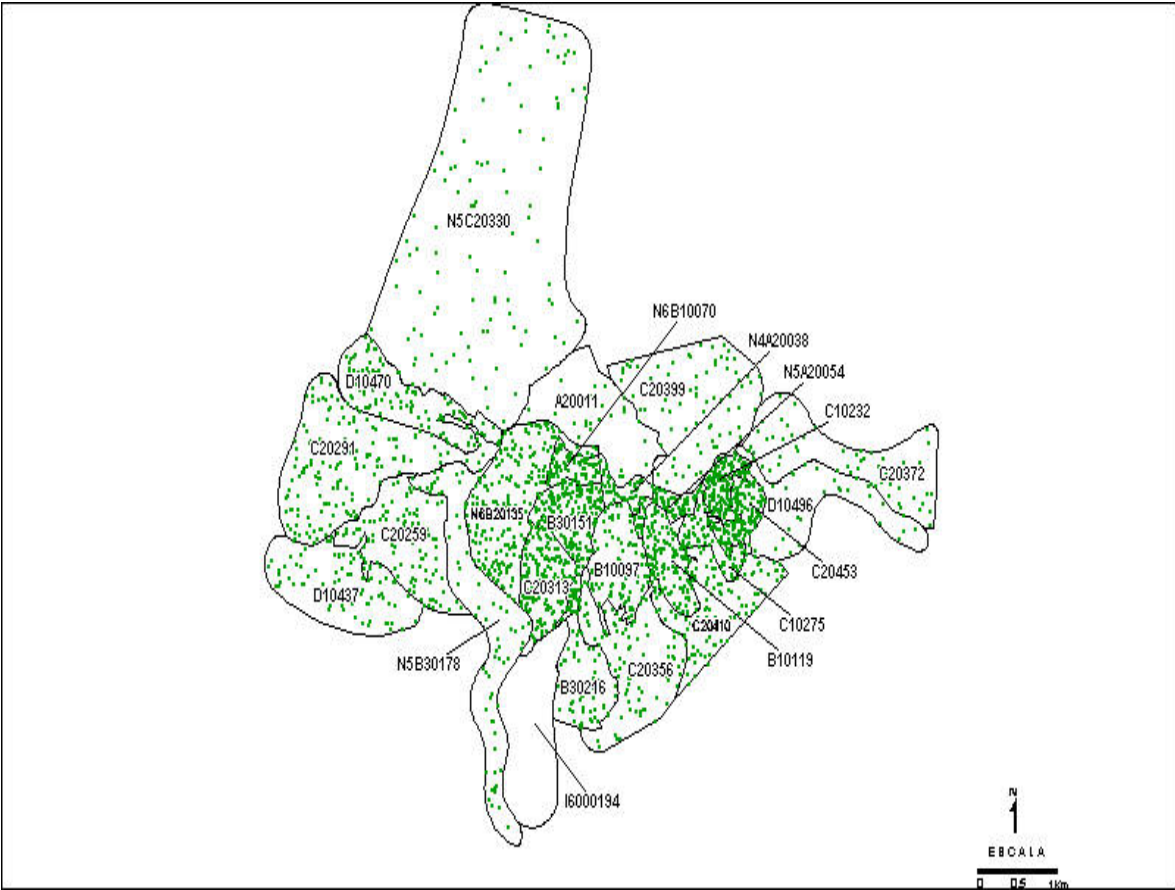 N5C20330
N6B10070
N4A20038
N5A20054
D10470
C20399
A20011
C10232
C20291
C20372
D10496
N6B20135
B30151
C20259
B10097
C20453
C20313
D10437
C20410
C10275
N5B30178
C20356
B10119
B30216
I6000194
N
ESCALA
0 0.5 1Km